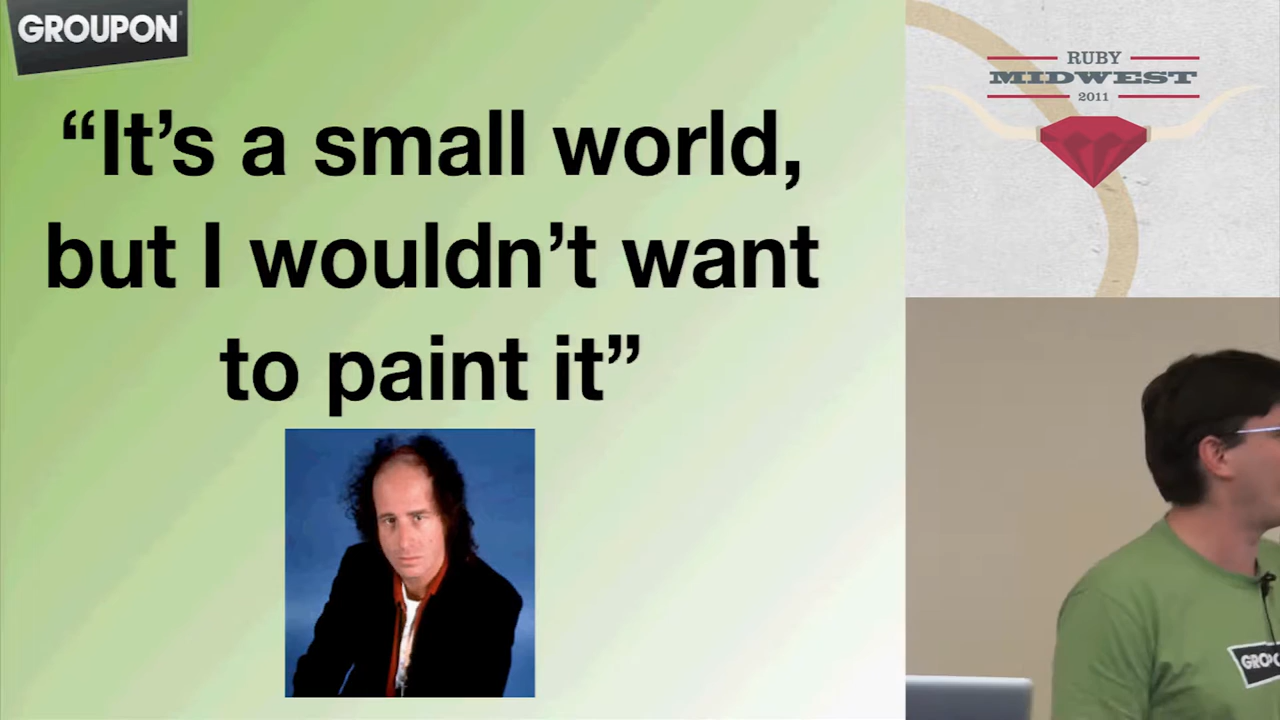 GROUPON
“It’s a small world,
but I wouldn’t want
to paint it”
RUBY
MIDWEST
2011